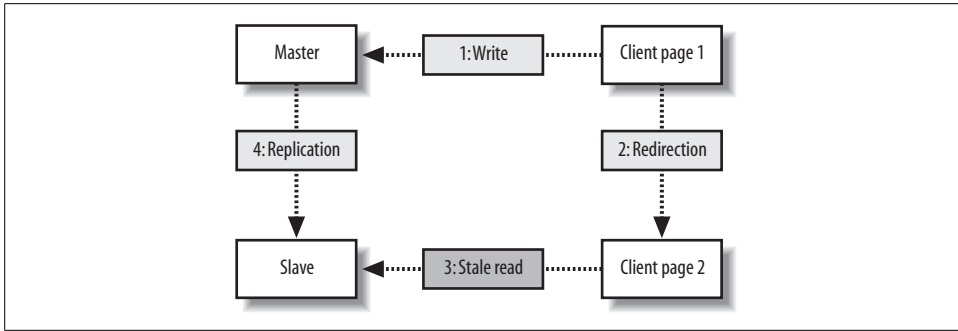 Master
1: Write
Client page 1
4: Replication
2: Redirection
Slave
3: Stale read
Client page 2